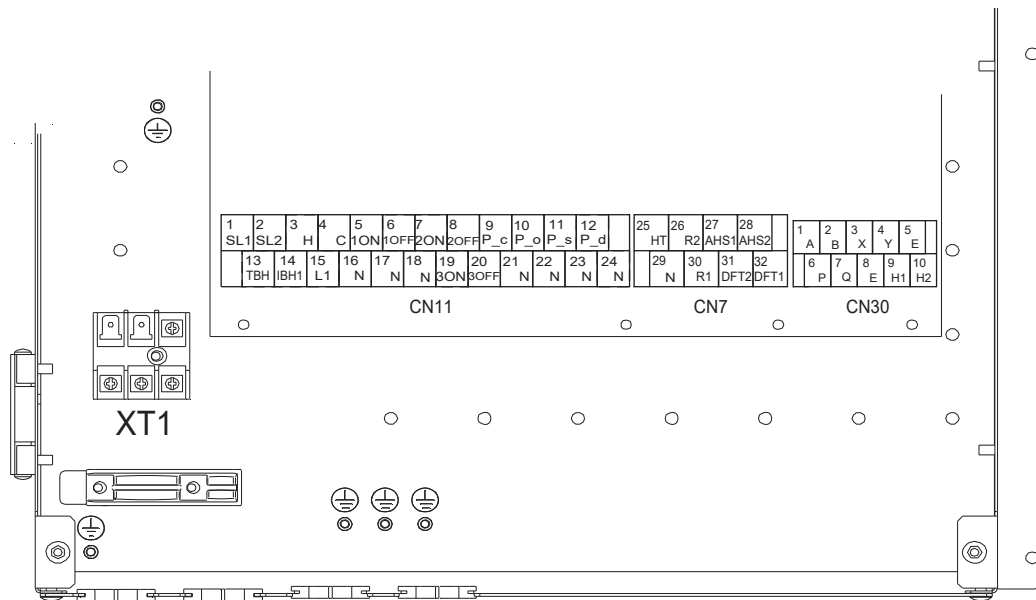 1 2 3 4 5 6 7 8 9 10 11 12
SL1 SL2 H C 1ON 1OFF 2ON 2OFF P_c P_o P_s P_d
13 14 15 16 17 18 19 20 21 22 23 24
TBH IBH1 L1 N N N 3ON 3OFF N N N N
CN11
25 26 27 28
HT R2 AHS1 AHS2
29 30 31 32
N R1 DFT2 DFT1
CN7
1 2 3 4 5
A B X Y E
6 7 8 9 10
P Q E H1 H2
CN30
XT1